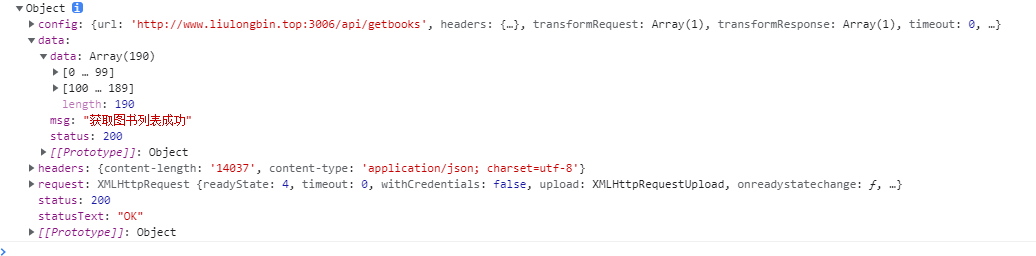 Object i
config: {url: 'http://www.liulongbin.top:3006/api/getbooks', headers: {…}, transformRequest: Array(1), transformResponse: Array(1), timeout: 0, …}
data:
data: Array(190)
[0 … 99]
[100 … 189]
length: 190
msg: "获取图书列表成功"
status: 200
[[Prototype]]: Object
headers: {content-length: '14037', content-type: 'application/json; charset=utf-8'}
request: XMLHttpRequest {readyState: 4, timeout: 0, withCredentials: false, upload: XMLHttpRequestUpload, onreadystatechange: ƒ, …}
status: 200
statusText: "OK"
[[Prototype]]: Object